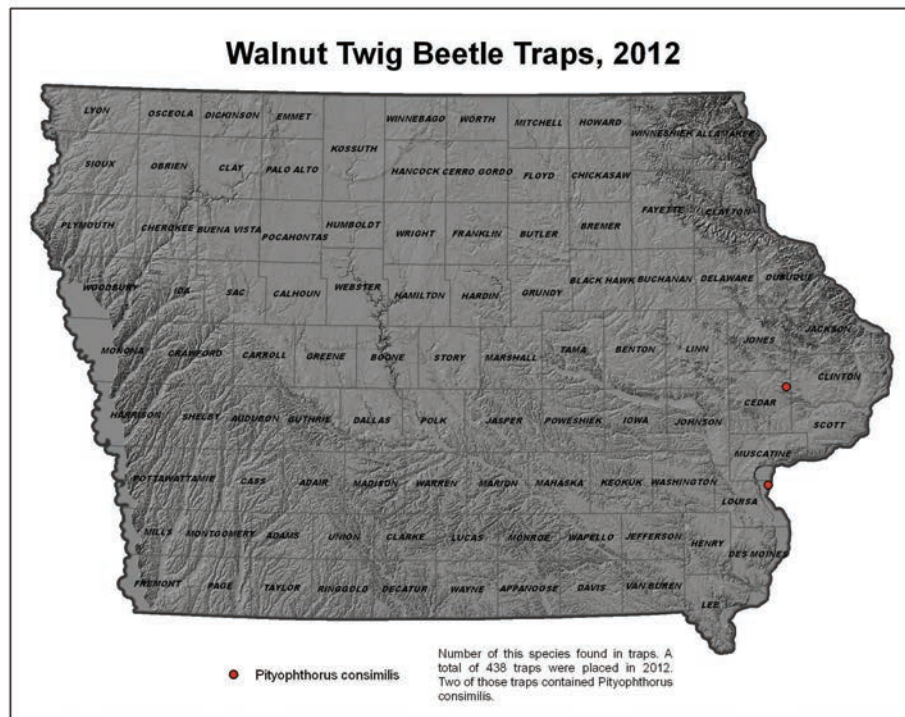 Walnut Twig Beetle Traps, 2012
LYON OSCEOLA DICKINSON EMMET WINNEBAGO WORTH MITCHELL HOWARD WINNESHIEK ALLAMAKEE
KOSSUTH
SIOUX OBRIEN CLAY PALO ALTO HANCOCK CERRO GORDO FLOYD CHICKASAW
PLYMOUTH CHEROKEE BUENA VISTA POCAHONTAS HUMBOLDT WRIGHT FRANKLIN BUTLER BREMER FAYETTE CLAYTON
WOODBURY IDA SAC CALHOUN WEBSTER HAMILTON HARDIN GRUNDY BLACK HAWK BUCHANAN DELAWARE DUBUQUE
JACKSON
MONONA CRAWFORD CARROLL GREENE BOONE STORY MARSHALL TAMA BENTON LINN JONES
CLINTON
HARRISON SHELBY AUDUBON GUTHRIE DALLAS POLK JASPER POWESHIEK IOWA JOHNSON CEDAR
SCOTT
MUSCATINE
POTTAWATTAMIE CASS ADAIR MADISON WARREN MARION MAHASKA KEOKUK WASHINGTON
LOUISA
MILLS MONTGOMERY ADAMS UNION CLARKE LUCAS MONROE WAPELLO JEFFERSON HENRY
DES MOINES
FREMONT PAGE TAYLOR RINGGOLD DECATUR WAYNE APPANOOSE DAVIS VAN BUREN
LEE
Pityophthorus consimilis
Number of this species found in traps. A
total of 438 traps were placed in 2012.
Two of those traps contained Pityophthorus
consimilis.